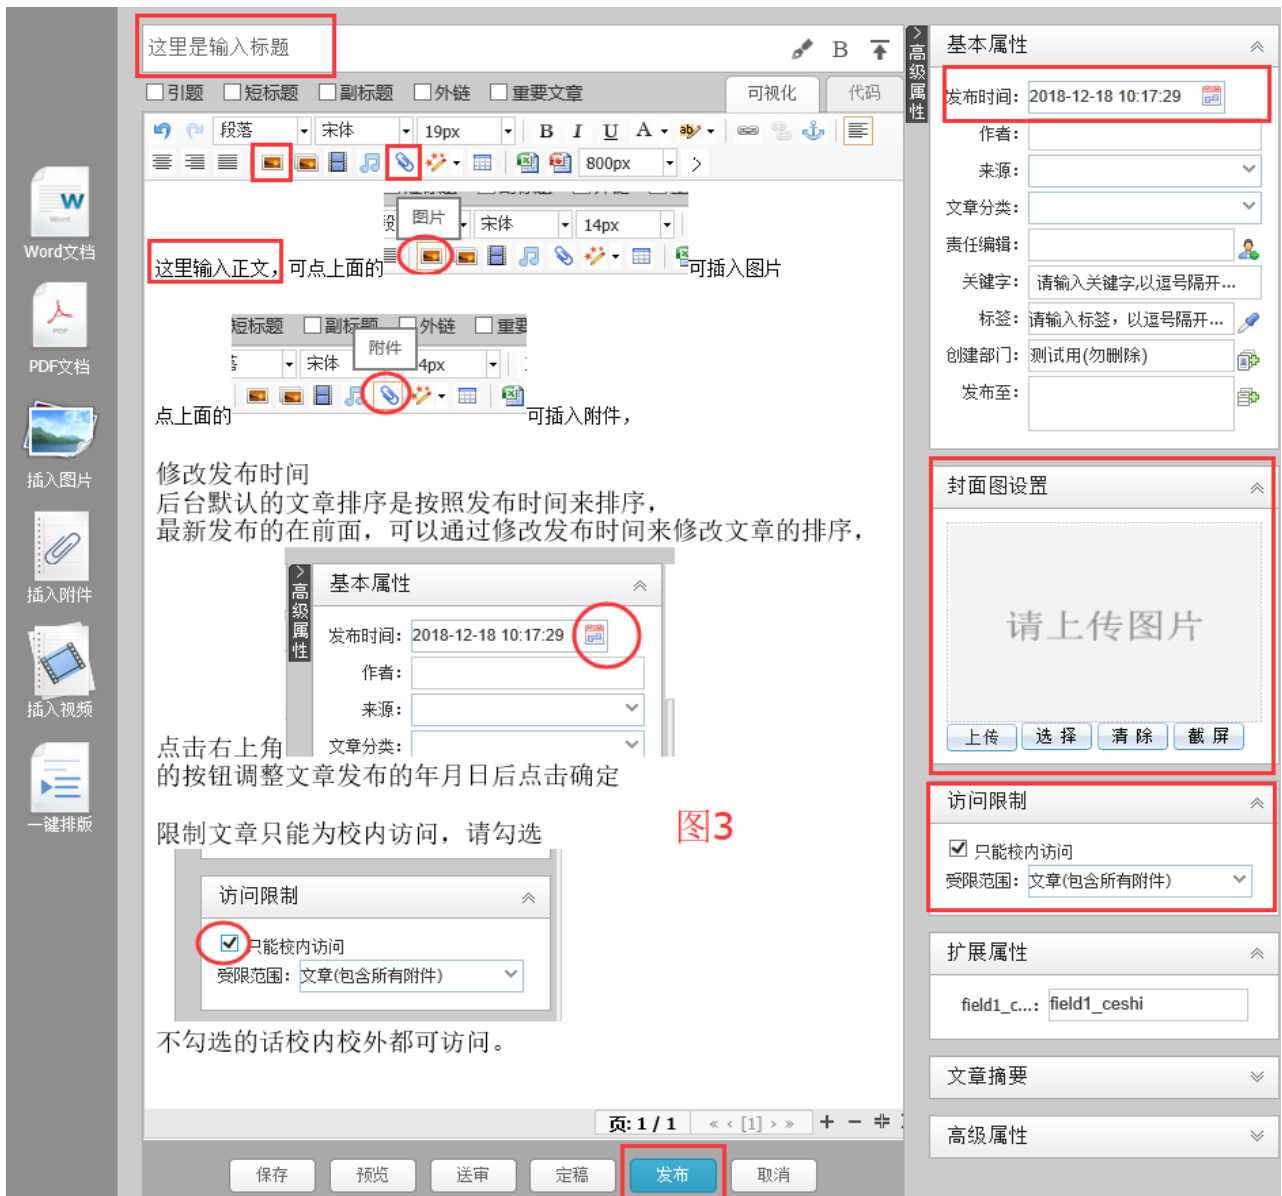 这里是输入标题
B
引题 短标题 副标题 外链 重要文章 可视化 代码
段落 宋体 19px B I U A ab
800px
Word文档
PDF文档
插入图片
插入附件
插入视频
一键排版
图片
段 宋体 14px
这里输入正文，可点上面的 可插入图片
短标题 副标题 外链 重要
附件
宋体 4px
点上面的 可插入附件，
修改发布时间
后台默认的文章排序是按照发布时间来排序，
最新发布的在前面，可以通过修改发布时间来修改文章的排序，
高级属性
基本属性
发布时间: 2018-12-18 10:17:29
作者:
来源:
文章分类:
点击右上角
的按钮调整文章发布的年月日后点击确定
限制文章只能为校内访问，请勾选
图3
访问限制
只能校内访问
受限范围: 文章(包含所有附件)
不勾选的话校内校外都可访问。
页: 1 / 1 « ‹ [1] › » + −
保存 预览 送审 定稿 发布 取消
高级属性
基本属性
发布时间: 2018-12-18 10:17:29
作者:
来源:
文章分类:
责任编辑:
关键字: 请输入关键字,以逗号隔开...
标签: 请输入标签，以逗号隔开...
创建部门: 测试用(勿删除)
发布至:
封面图设置
请上传图片
上传 选择 清除 截屏
访问限制
只能校内访问
受限范围: 文章(包含所有附件)
扩展属性
field1_c...: field1_ceshi
文章摘要
高级属性